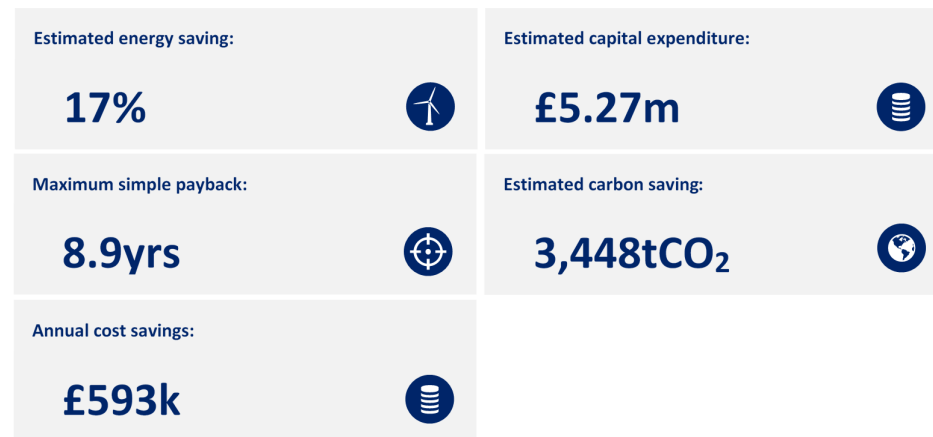 Estimated energy saving:
17%
Estimated capital expenditure:
£5.27m
Maximum simple payback:
8.9yrs
Estimated carbon saving:
3,448tCO₂
Annual cost savings:
£593k